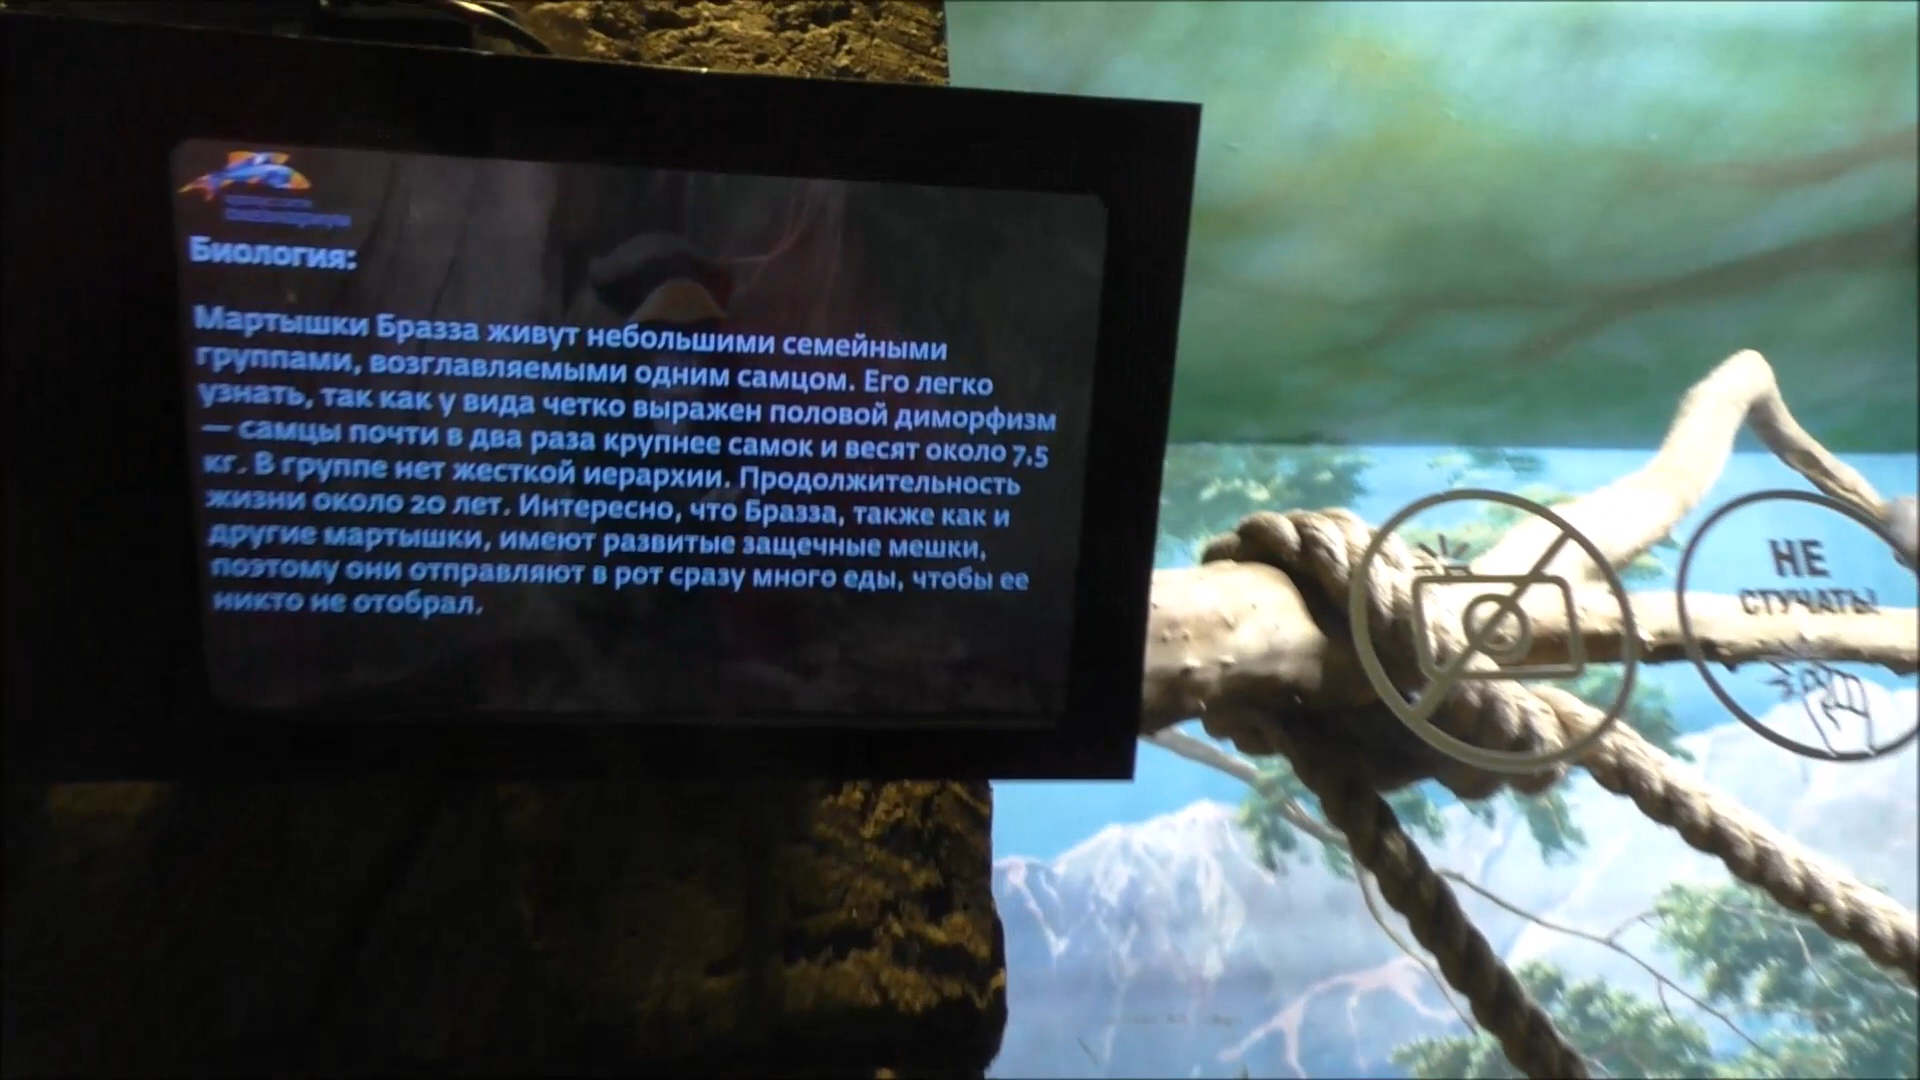 Биология:
Мартышки Бразза живут небольшими семейными
группами, возглавляемыми одним самцом. Его легко
узнать, так как у вида четко выражен половой диморфизм
— самцы почти в два раза крупнее самок и весят около 7,5
кг. В группе нет жесткой иерархии. Продолжительность
жизни около 20 лет. Интересно, что Бразза, также как и
другие мартышки, имеют развитые защечные мешки,
поэтому они отправляют в рот сразу много еды, чтобы ее
никто не отобрал.
НЕ
СТУЧАТЬ!